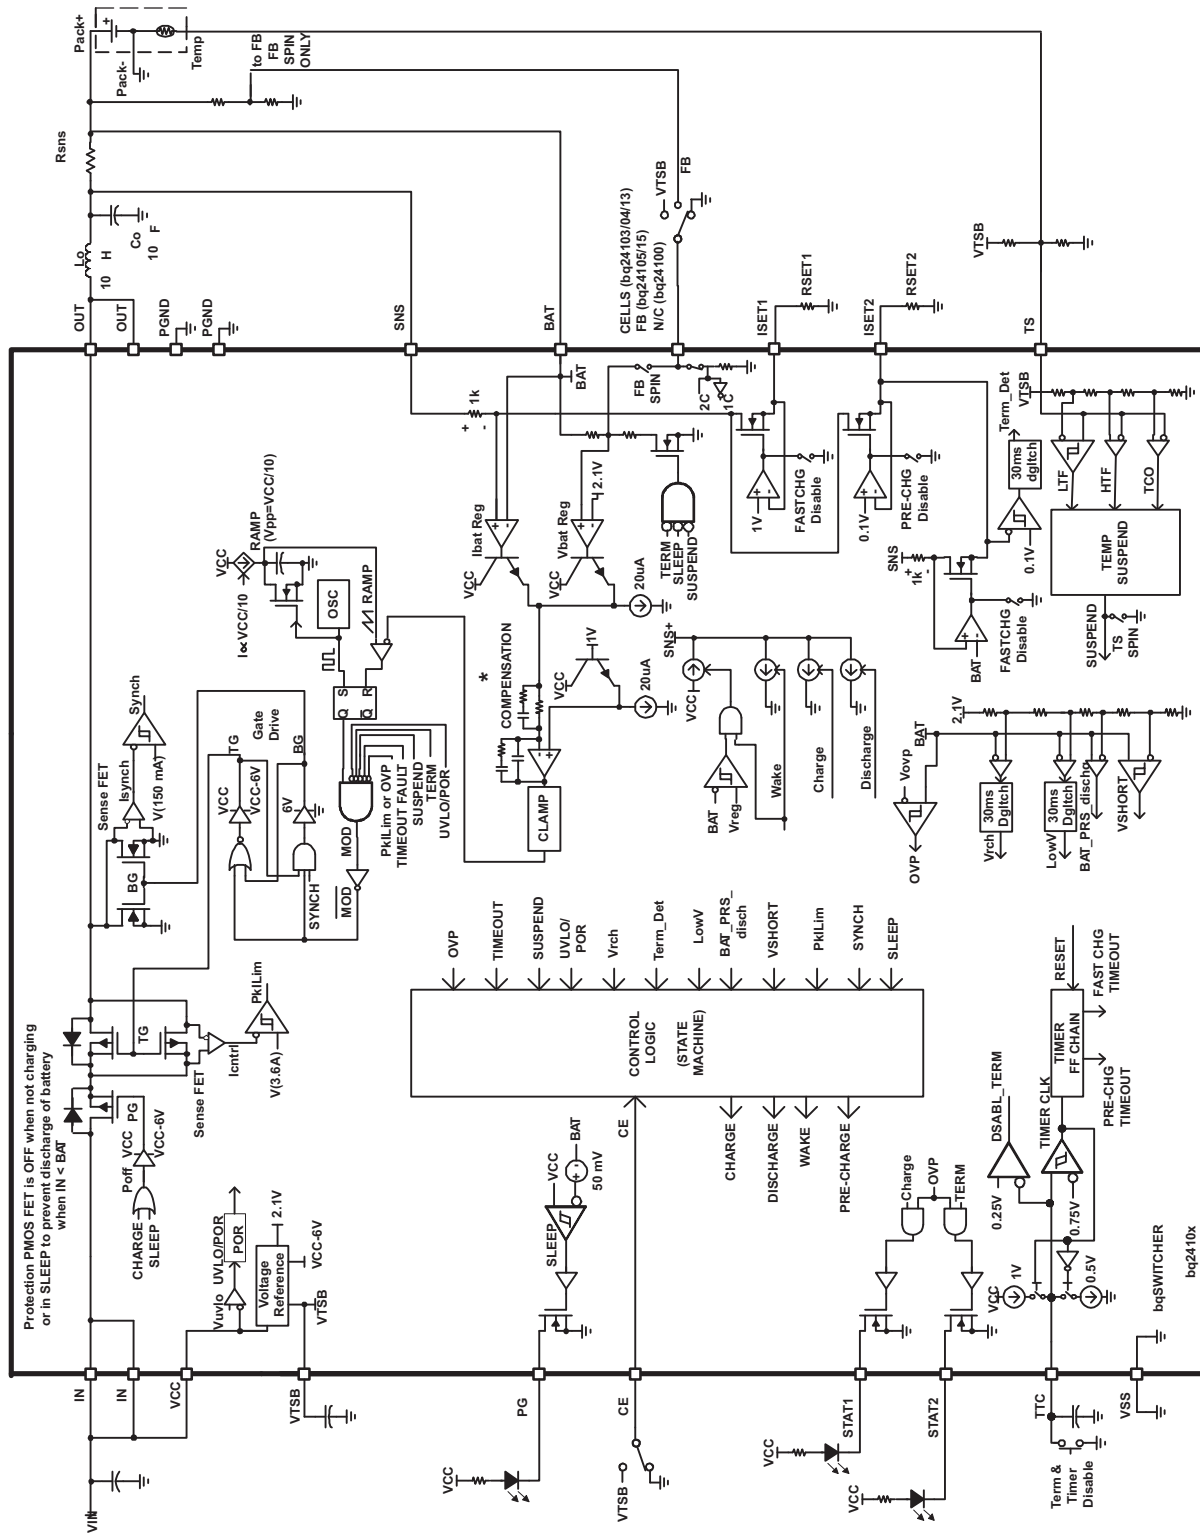 Protection PMOS FET is OFF when not charging
or in SLEEP to prevent discharge of battery
when IN < BAT
VIN
IN
IN
VCC
VTSB
PG
CE
VTSB
VCC
VCC
VCC
STAT1
STAT2
TTC
Term &
Timer
Disable
VSS
CHARGE
SLEEP
Poff
VCC
VCC-6V
PG
Vuvlo
UVLO/POR
POR
Voltage
Reference
2.1V
VCC-6V
VTSB
TG
Sense FET
Icntrl
PkILim
V(3.6A)
Sense FET
BG
Isynch
Synch
V(150 mA)
VCC
TG
VCC-6V
Gate
Drive
6V
BG
SYNCH
MOD
MOD
PkILim or OVP
TIMEOUT FAULT
SUSPEND
TERM
UVLO/POR
S
Q
R
Q
OSC
RAMP
VCC
I∝VCC/10
RAMP
(Vpp=VCC/10)
OUT
OUT
PGND
PGND
SNS
BAT
CELLS (bq24103/04/13)
FB (bq24105/15)
N/C (bq24100)
ISET1
ISET2
TS
Lo
10 H
Co
10 F
Rsns
Pack+
Pack-
Temp
to FB
FB
SPIN
ONLY
VTSB
FB
RSET1
RSET2
VTSB
+
1k
-
BAT
FB
SPIN
2C
1C
Ibat Reg
VCC
Vbat Reg
VCC
2.1V
20uA
TERM
SLEEP
SUSPEND
1V
FASTCHG
Disable
0.1V
PRE-CHG
Disable
COMPENSATION
*
VCC
1V
20uA
CLAMP
SNS+
VCC
BAT
Vreg
Wake
Charge
Discharge
SNS
+
1k
-
BAT
FASTCHG
Disable
0.1V
30ms
dgltch
Term_Det
VTSB
LTF
HTF
TCO
TEMP
SUSPEND
SUSPEND
TS
SPIN
BAT
2.1V
Vovp
OVP
30ms
Dgltch
Vrch
30ms
Dgltch
LowV
BAT_PRS_dischg
VSHORT
OVP
TIMEOUT
SUSPEND
UVLO/
POR
Vrch
Term_Det
LowV
BAT_PRS_
disch
VSHORT
PkILim
SYNCH
SLEEP
CONTROL
LOGIC
(STATE
MACHINE)
CE
CHARGE
DISCHARGE
WAKE
PRE-CHARGE
SLEEP
VCC
BAT
50 mV
Charge
OVP
TERM
DSABL_TERM
0.25V
TIMER CLK
0.75V
VCC
1V
0.5V
TIMER
FF CHAIN
RESET
FAST CHG
TIMEOUT
PRE-CHG
TIMEOUT
bqSWITCHER
bq2410x